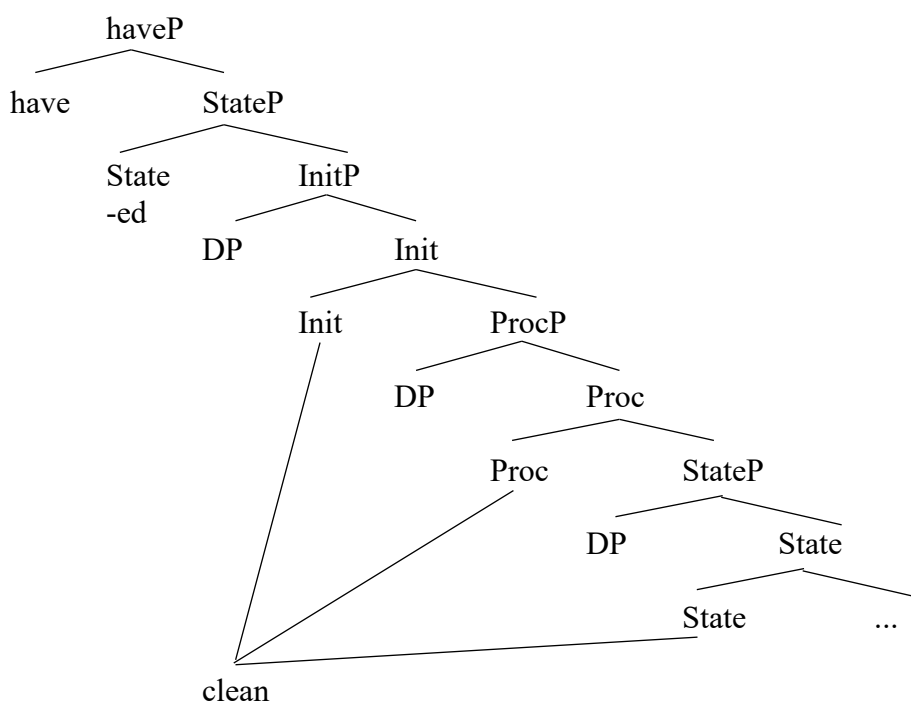 haveP
have StateP
State InitP
-ed
DP Init
Init ProcP
DP Proc
Proc StateP
DP State
State ...
clean